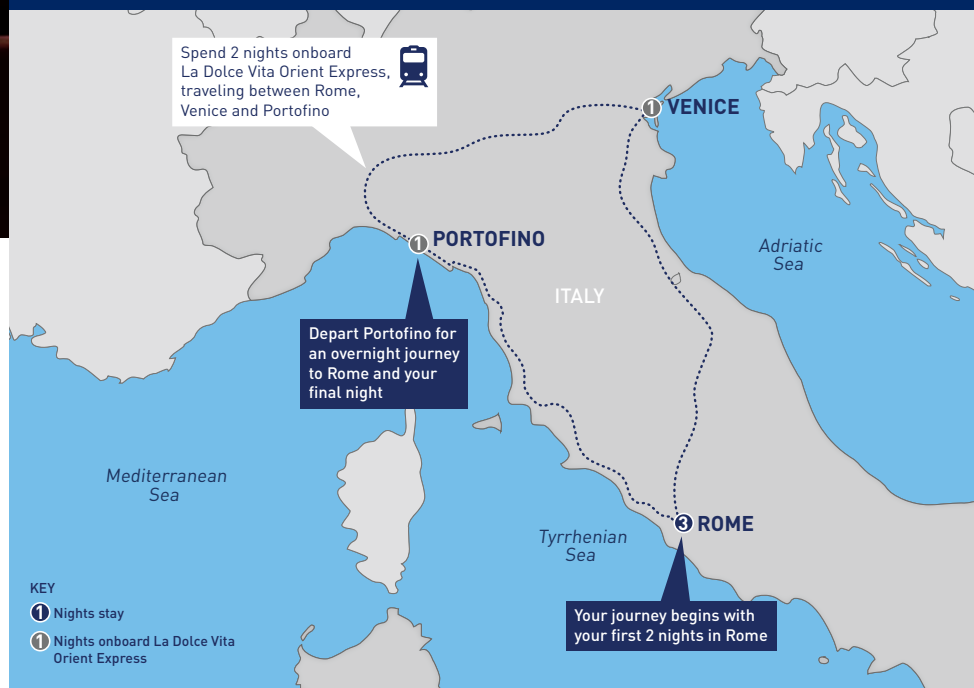 Spend 2 nights onboard
La Dolce Vita Orient Express,
traveling between Rome,
Venice and Portofino
1 VENICE
1 PORTOFINO
Adriatic
Sea
ITALY
Depart Portofino for
an overnight journey
to Rome and your
final night
Mediterranean
Sea
3 ROME
Tyrrhenian
Sea
Your journey begins with
your first 2 nights in Rome
KEY
1 Nights stay
1 Nights onboard La Dolce Vita
Orient Express